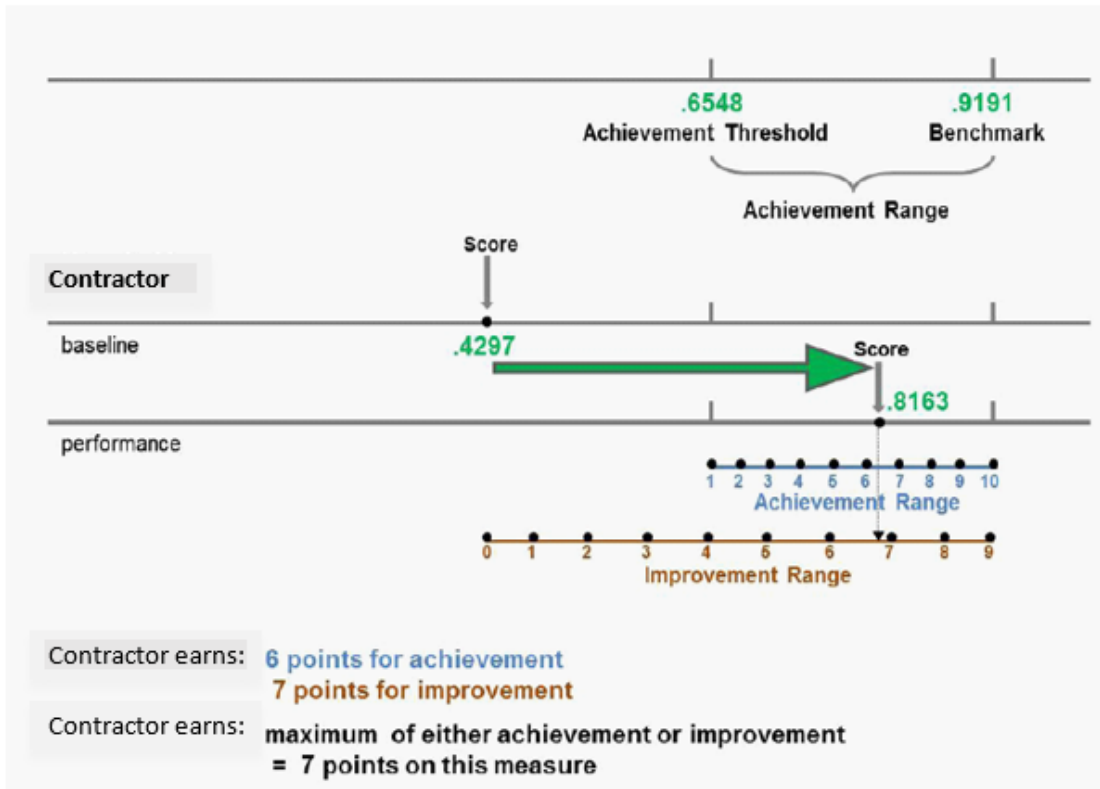 .6548 .9191
Achievement Threshold Benchmark
Achievement Range
Score
Contractor
baseline
.4297
Score
.8163
performance
1 2 3 4 5 6 7 8 9 10
Achievement Range
0 1 2 3 4 5 6 7 8 9
Improvement Range
Contractor earns: 6 points for achievement
7 points for improvement
Contractor earns: maximum of either achievement or improvement
= 7 points on this measure